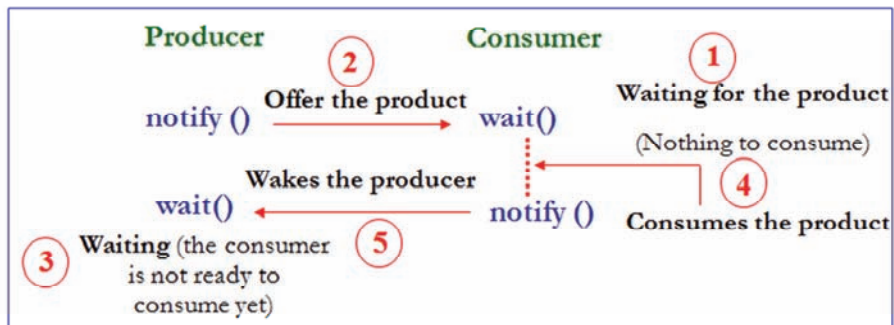 Producer
Consumer
2
1
Offer the product
Waiting for the product
notify ()
wait()
(Nothing to consume)
Wakes the producer
4
wait()
notify ()
Consumes the product
5
3
Waiting (the consumer
is not ready to
consume yet)